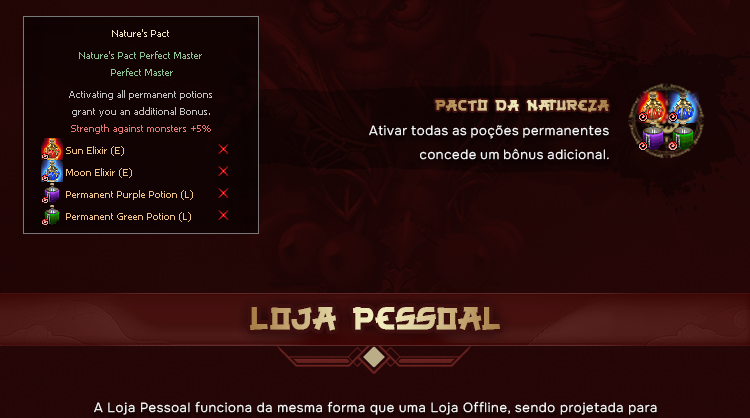 Nature's Pact
Nature's Pact Perfect Master
Perfect Master
Activating all permanent potions
grant you an additional Bonus.
Strength against monsters +5%
Sun Elixir (E)
Moon Elixir (E)
Permanent Purple Potion (L)
Permanent Green Potion (L)
PACTO DA NATUREZA
Ativar todas as poções permanentes
concede um bônus adicional.
LOJA PESSOAL
A Loja Pessoal funciona da mesma forma que uma Loja Offline, sendo projetada para